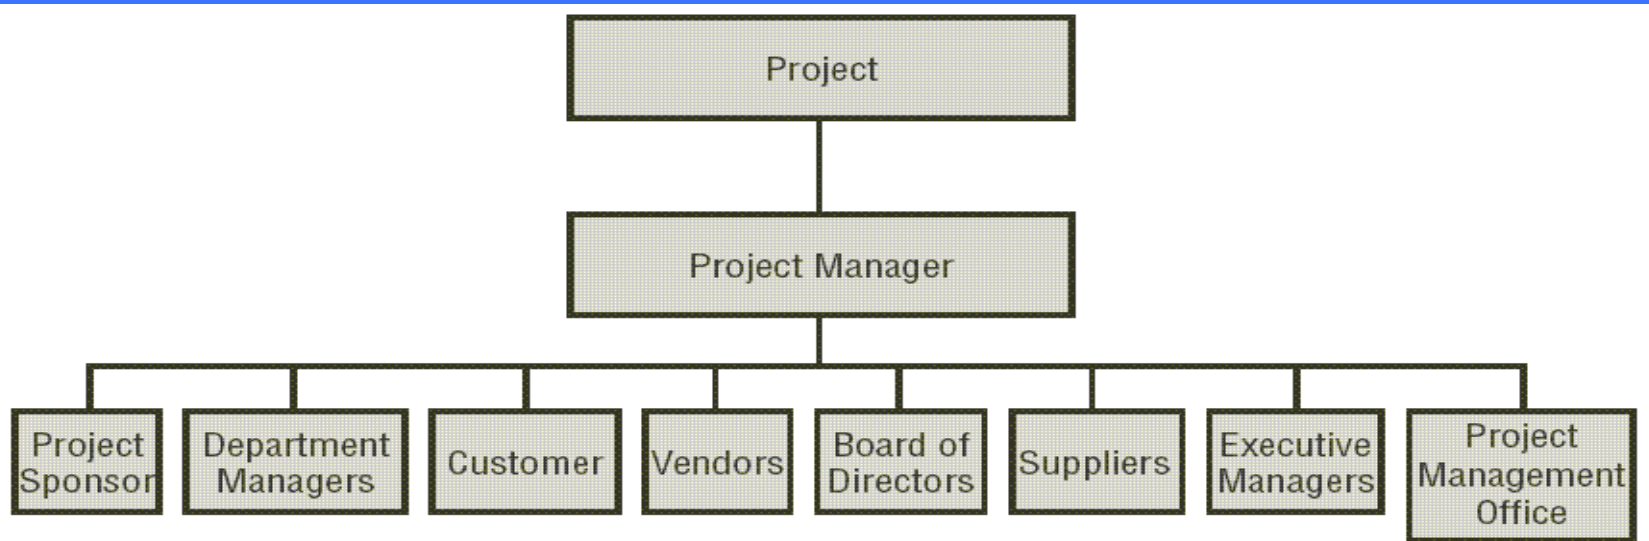 Project
Project Manager
Project
Sponsor
Department
Managers
Customer
Vendors
Board of
Directors
Suppliers
Executive
Managers
Project
Management
Office